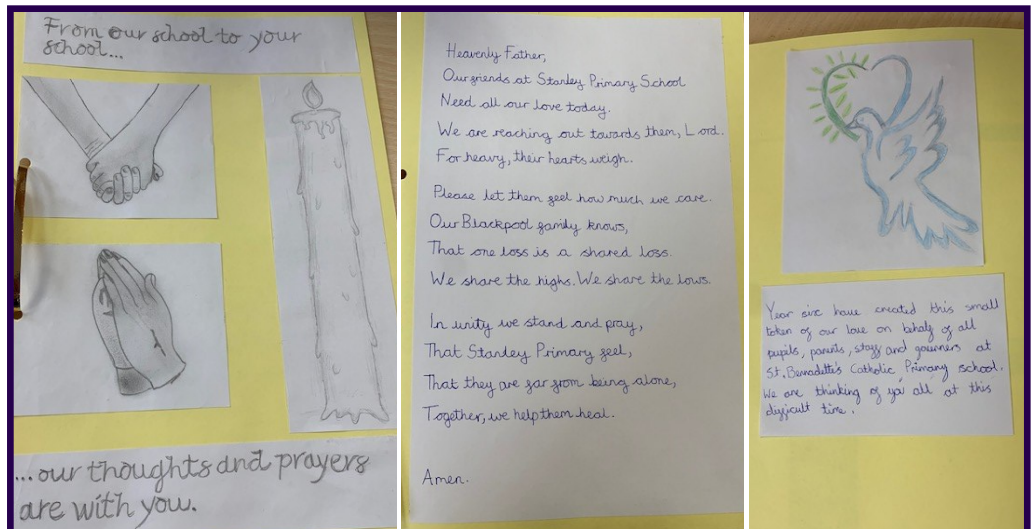 From our school to your
school...
...our thoughts and prayers
are with you.
Heavenly Father,
Our friends at Stanley Primary School
Need all our love today.
We are reaching out towards them, Lord.
For heavy, their hearts weigh.
Please let them feel how much we care.
Our Blackpool family knows,
That one loss is a shared loss.
We share the highs. We share the lows.
In unity we stand and pray,
That Stanley Primary feel,
That they are far from being alone,
Together, we help them heal.
Amen.
Year six have created this small
token of our love on behalf of all
pupils, parents, staff and governers at
St. Bernadette's Catholic Primary school.
We are thinking of you all at this
difficult time.